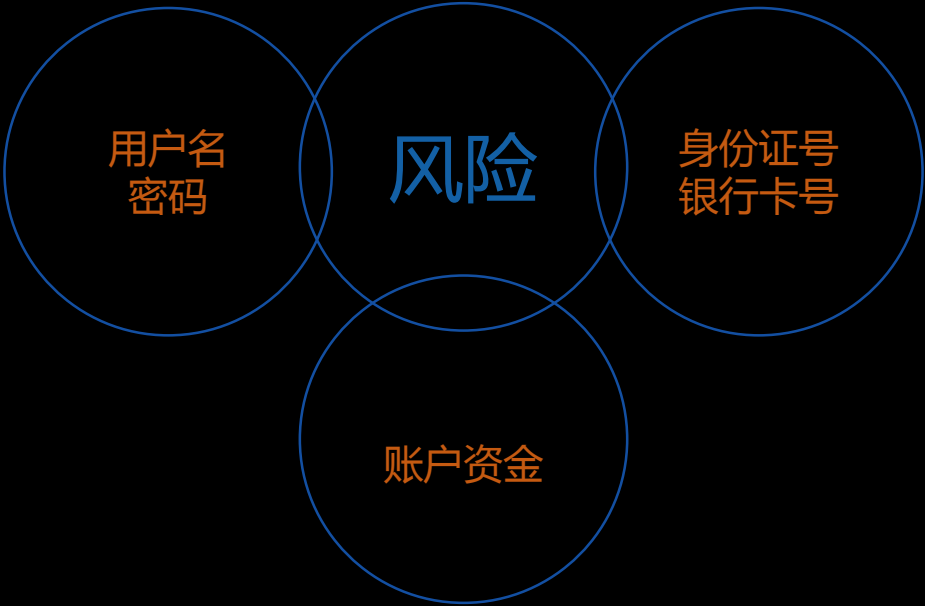 用户名
密码
风险
身份证号
银行卡号
账户资金